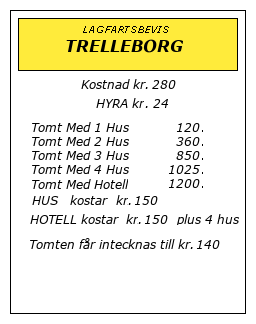 LAGFARTSBEVIS
TRELLEBORG
Kostnad kr. 280
HYRA kr. 24
Tomt Med 1 Hus 120.
Tomt Med 2 Hus 360.
Tomt Med 3 Hus 850.
Tomt Med 4 Hus 1025.
Tomt Med Hotell 1200.
HUS kostar kr. 150
HOTELL kostar kr. 150 plus 4 hus
Tomten får intecknas till kr. 140